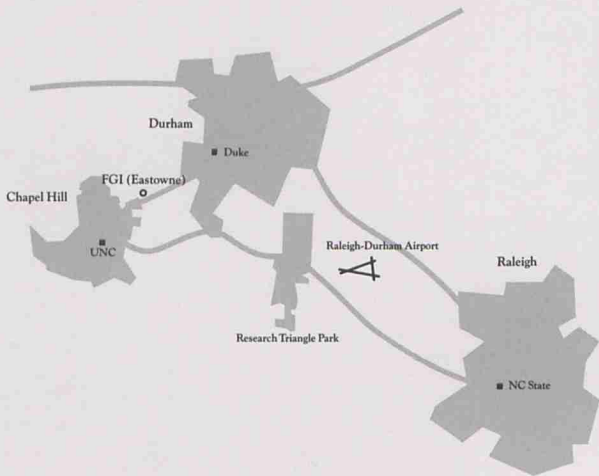 Durham
Duke
FGI (Eastowne)
Chapel Hill
UNC
Raleigh-Durham Airport
Raleigh
Research Triangle Park
NC State